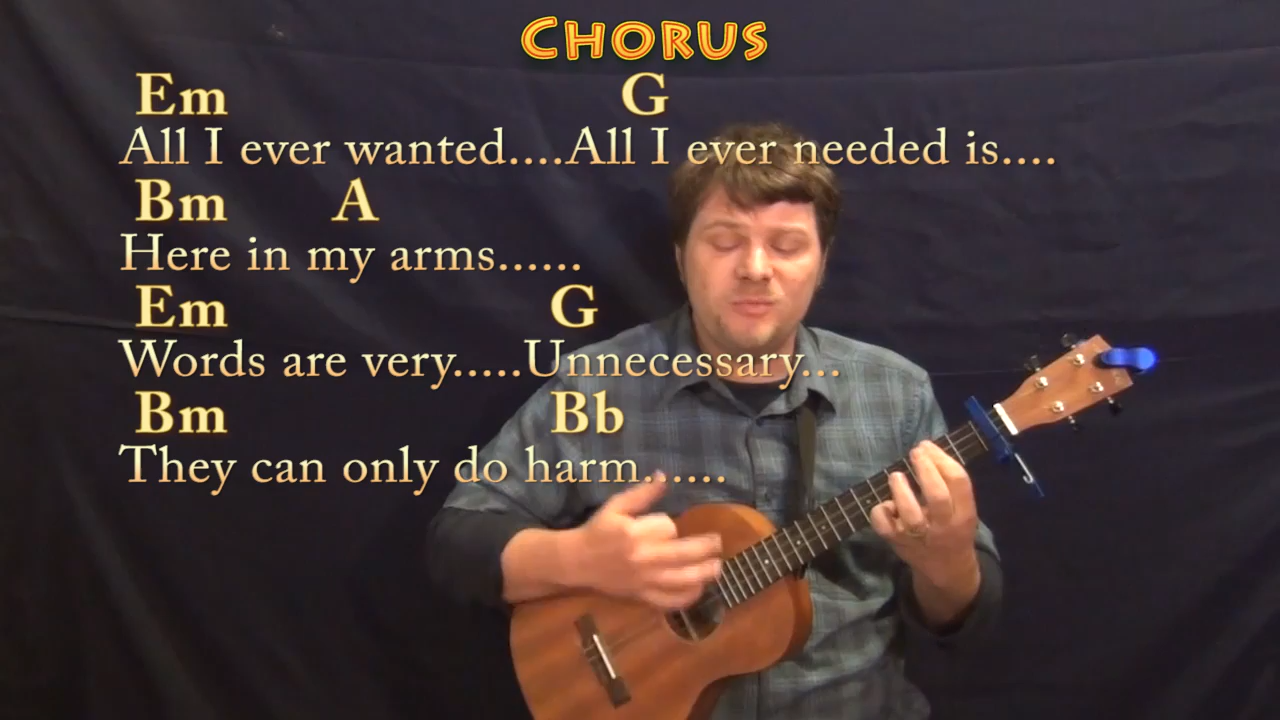 CHORUS
Em G
All I ever wanted....All I ever needed is....
Bm A
Here in my arms......
Em G
Words are very.....Unnecessary...
Bm Bb
They can only do harm......